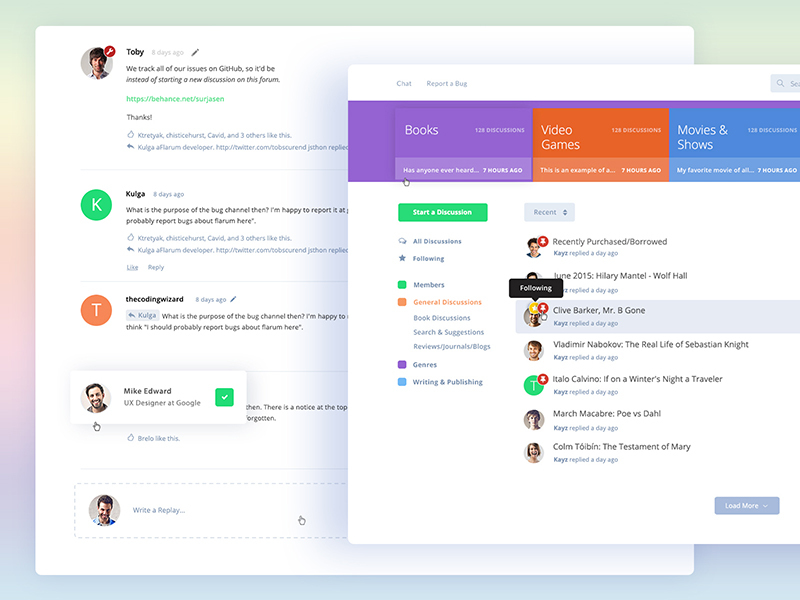 Toby 8 days ago
We track all of our issues on GitHub, so it'd be
instead of starting a new discussion on this forum.
https://behance.net/surjasen
Thanks!
Ktretyak, chisticehurst, Cavid, and 3 others like this.
Kulga aFlarum developer. http://twitter.com/tobscurend jsthon replied
K
Kulga 8 days ago
What is the purpose of the bug channel then? I'm happy to report it at
probably report bugs about flarum here".
Ktretyak, chisticehurst, Cavid, and 3 others like this.
Kulga aFlarum developer. http://twitter.com/tobscurend jsthon replied
Like Reply
T
thecodingwizard 8 days ago
Kulga What is the purpose of the bug channel then? I'm happy to
think "I should probably report bugs about flarum here".
Mike Edward
UX Designer at Google
then. There is a notice at the top
forgotten.
Brelo like this.
Write a Replay...
Chat Report a Bug
Books 128 DISCUSSIONS
Has anyone ever heard... 7 HOURS AGO
Video
Games 128 DISCUSSIONS
This is an example of a... 7 HOURS AGO
Movies &
Shows 128 DISCUSSIONS
My favorite movie of all... 7 HOURS AGO
Start a Discussion
All Discussions
Following
Members
General Discussions
Book Discussions
Search & Suggestions
Reviews/Journals/Blogs
Genres
Writing & Publishing
Recent
Recently Purchased/Borrowed
Kayz replied a day ago
June 2015: Hilary Mantel - Wolf Hall
Kayz replied a day ago
Following
Clive Barker, Mr. B Gone
Kayz replied a day ago
Vladimir Nabokov: The Real Life of Sebastian Knight
Kayz replied a day ago
T
Italo Calvino: If on a Winter's Night a Traveler
Kayz replied a day ago
March Macabre: Poe vs Dahl
Kayz replied a day ago
Colm Tóibín: The Testament of Mary
Kayz replied a day ago
Load More